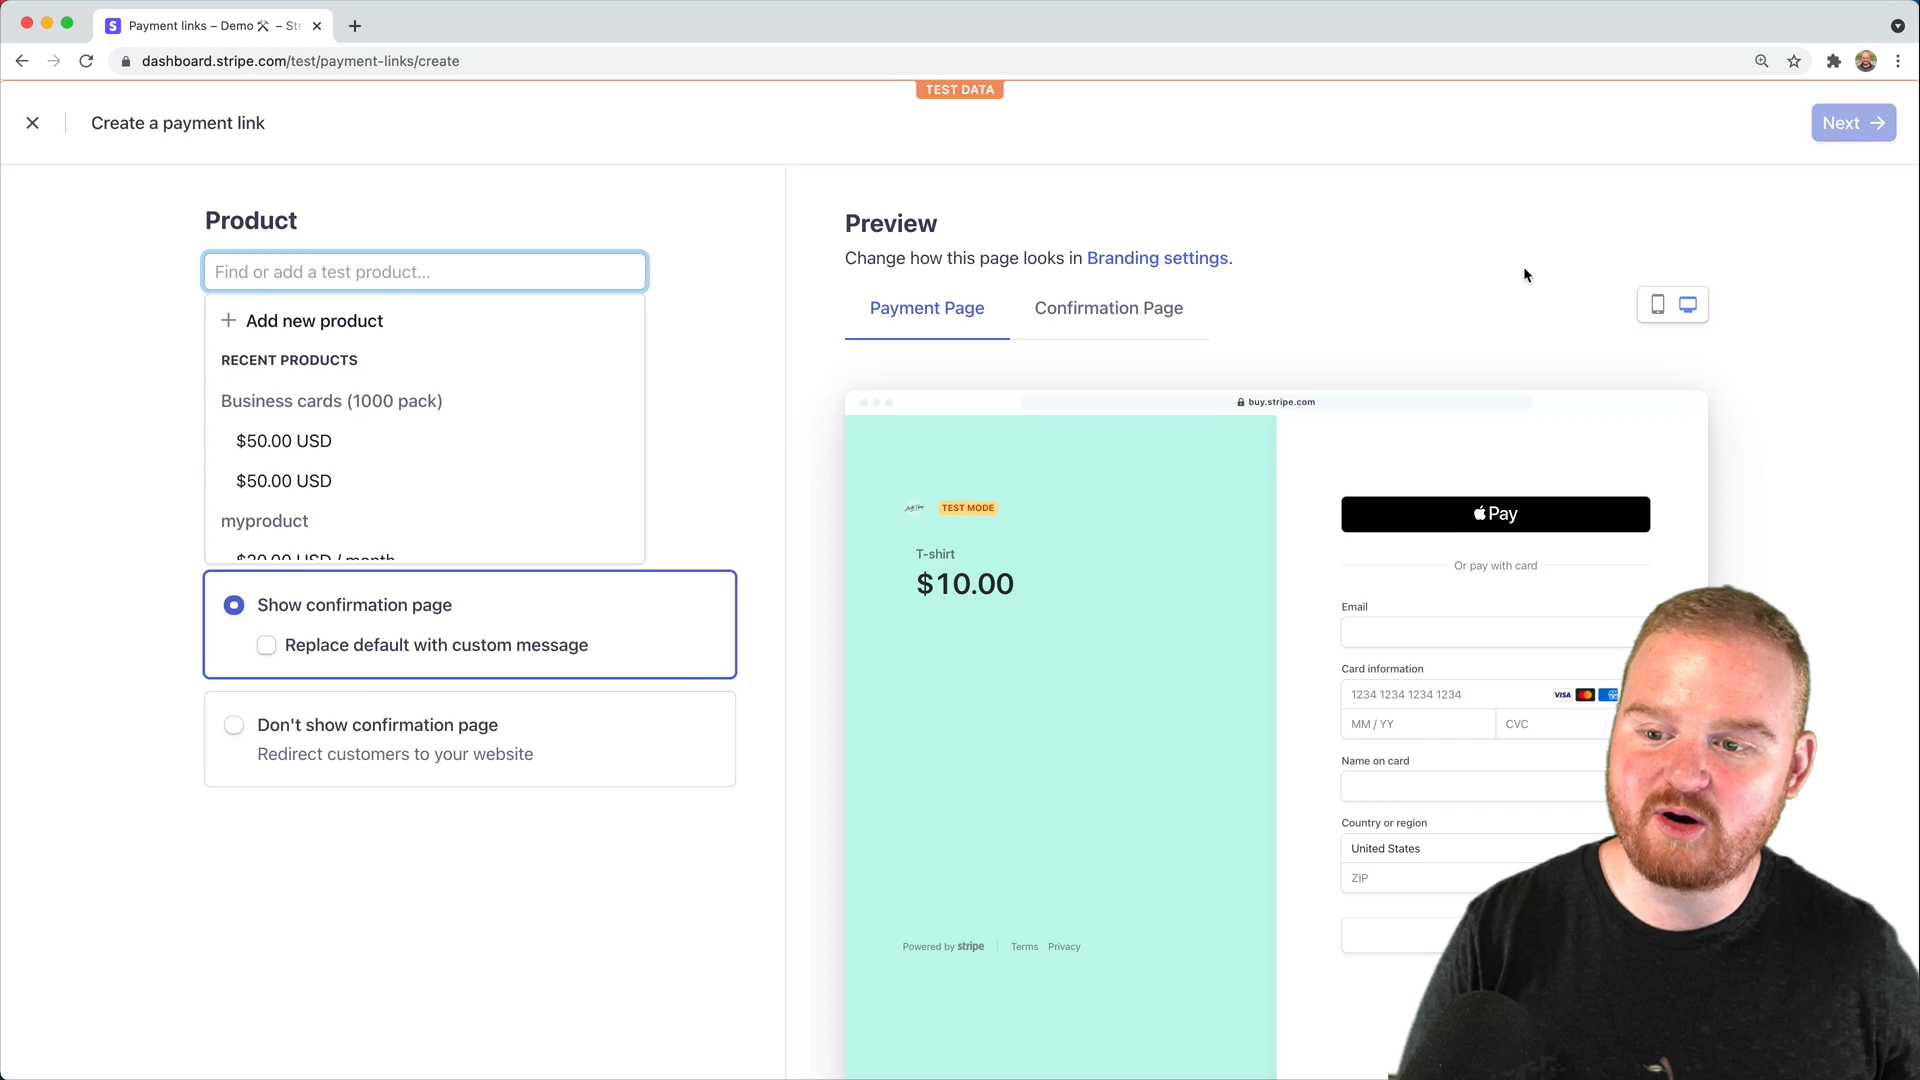 Payment links – Demo – Str
dashboard.stripe.com/test/payment-links/create
TEST DATA
Create a payment link
Next →
Product
Find or add a test product...
+ Add new product
RECENT PRODUCTS
Business cards (1000 pack)
$50.00 USD
$50.00 USD
myproduct
$20.00 USD / month
Show confirmation page
Replace default with custom message
Don't show confirmation page
Redirect customers to your website
Preview
Change how this page looks in Branding settings.
Payment Page
Confirmation Page
buy.stripe.com
TEST MODE
T-shirt
$10.00
Powered by stripe
Terms Privacy
Pay
Or pay with card
Email
Card information
1234 1234 1234 1234
VISA
MM / YY
CVC
Name on card
Country or region
United States
ZIP